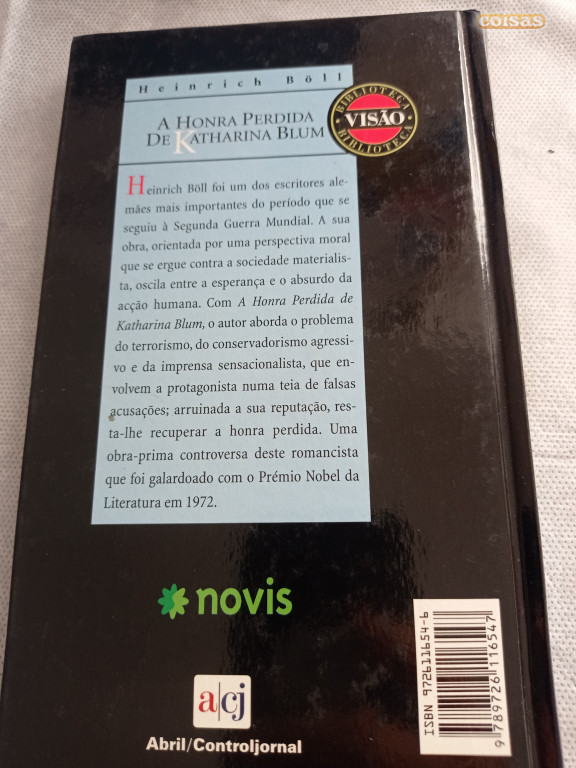 coisas
Heinrich Böll
A HONRA PERDIDA
DE KATHARINA BLUM
BIBLIOTECA
VISÃO
BIBLIOTECA
Heinrich Böll foi um dos escritores ale-
mães mais importantes do período que se
seguiu à Segunda Guerra Mundial. A sua
obra, orientada por uma perspectiva moral
que se ergue contra a sociedade materialis-
ta, oscila entre a esperança e o absurdo da
acção humana. Com A Honra Perdida de
Katharina Blum, o autor aborda o problema
do terrorismo, do conservadorismo agressi-
vo e da imprensa sensacionalista, que en-
volvem a protagonista numa teia de falsas
acusações; arruinada a sua reputação, res-
ta-lhe recuperar a honra perdida. Uma
obra-prima controversa deste romancista
que foi galardoado com o Prémio Nobel da
Literatura em 1972.
novis
a/cj
Abril/Controljornal
ISBN 972611654-6
9789726116547